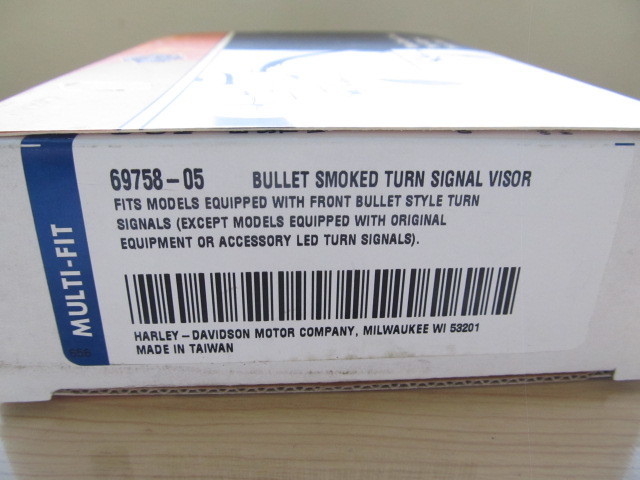 69758-05 BULLET SMOKED TURN SIGNAL VISOR
FITS MODELS EQUIPPED WITH FRONT BULLET STYLE TURN
SIGNALS (EXCEPT MODELS EQUIPPED WITH ORIGINAL
EQUIPMENT OR ACCESSORY LED TURN SIGNALS).
MULTI-FIT
HARLEY-DAVIDSON MOTOR COMPANY, MILWAUKEE WI 53201
MADE IN TAIWAN